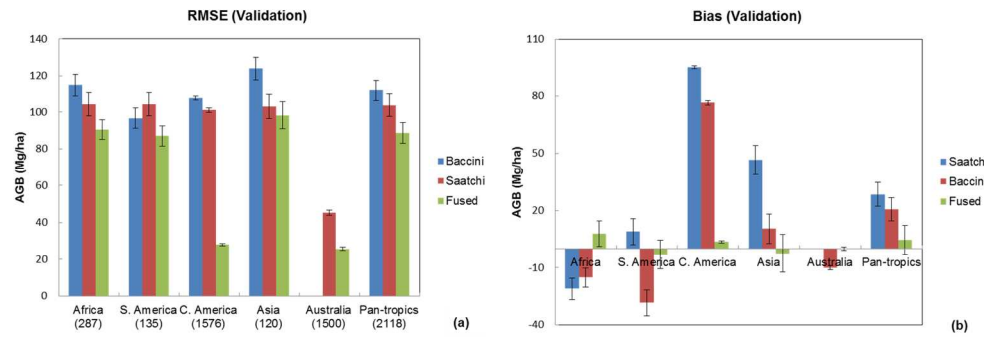 RMSE (Validation)
140
120
100
80
60
40
20
0
AGB (Mg/ha)
Africa S. America C. America Asia Australia Pan-tropics
(287) (135) (1576) (120) (1500) (2118)
Baccini
Saatchi
Fused
(a)
Bias (Validation)
110
80
50
20
-10
-40
AGB (Mg/ha)
Africa S. America C. America Asia Australia Pan-tropics
Saatch
Baccin
Fused
(b)